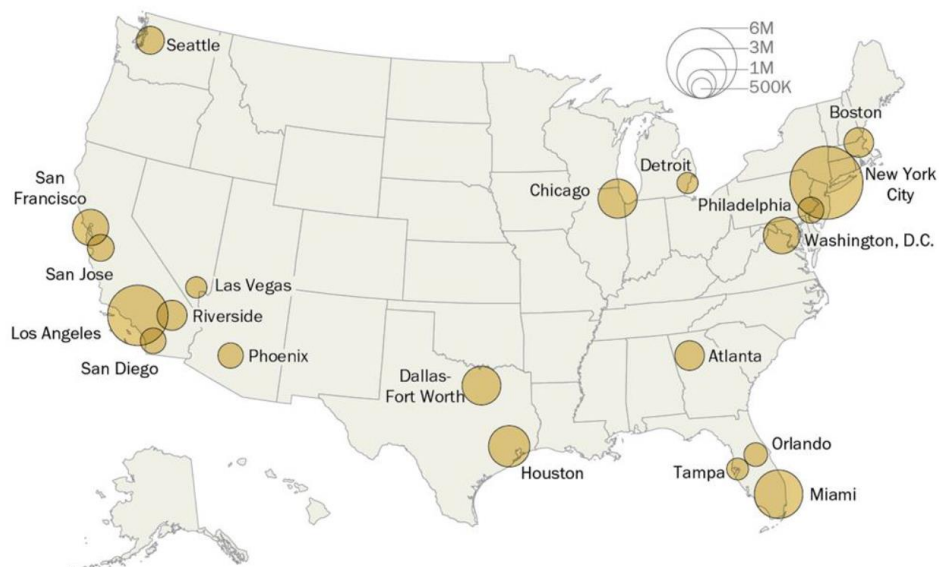 6M
3M
1M
500K
Seattle
Boston
Detroit
San
Francisco
Chicago
New York
City
Philadelphia
Washington, D.C.
San Jose
Las Vegas
Riverside
Los Angeles
San Diego
Phoenix
Dallas-
Fort Worth
Atlanta
Houston
Orlando
Tampa
Miami